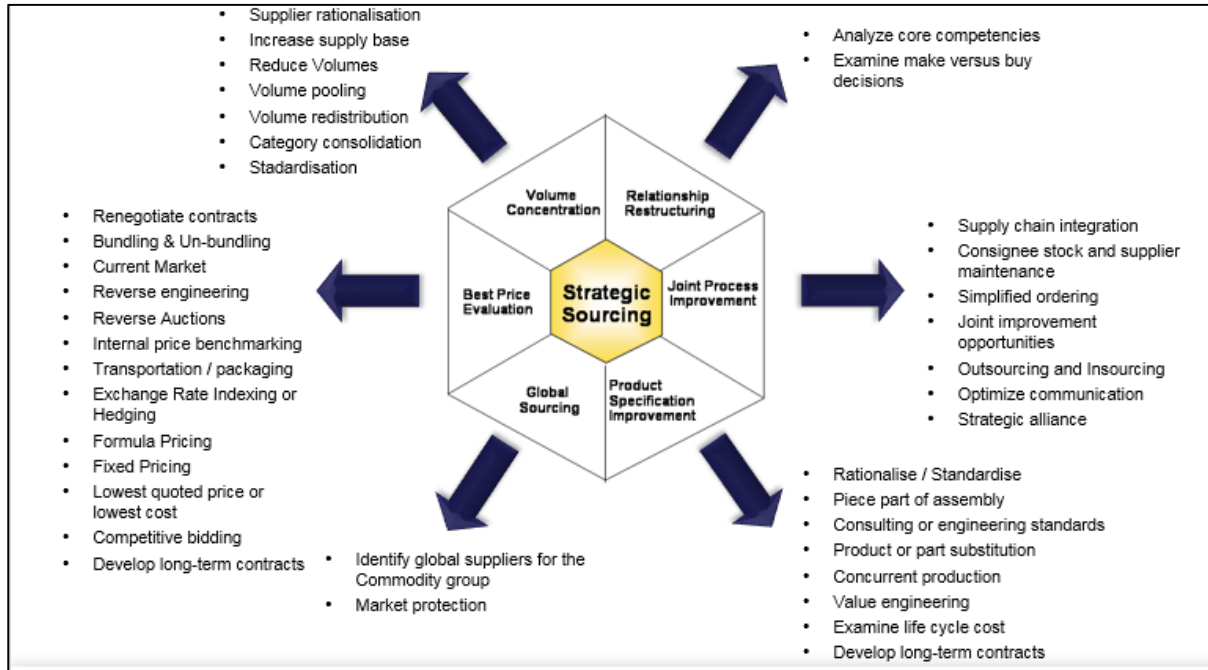 • Supplier rationalisation
• Increase supply base
• Reduce Volumes
• Volume pooling
• Volume redistribution
• Category consolidation
• Stadardisation
• Analyze core competencies
• Examine make versus buy
decisions
Volume
Concentration
Relationship
Restructuring
• Renegotiate contracts
• Bundling & Un-bundling
• Current Market
• Reverse engineering
• Reverse Auctions
• Internal price benchmarking
• Transportation / packaging
• Exchange Rate Indexing or
Hedging
• Formula Pricing
• Fixed Pricing
• Lowest quoted price or
lowest cost
• Competitive bidding
• Develop long-term contracts
Best Price
Evaluation
Strategic
Sourcing
Joint Process
Improvement
• Supply chain integration
• Consignee stock and supplier
maintenance
• Simplified ordering
• Joint improvement
opportunities
• Outsourcing and Insourcing
• Optimize communication
• Strategic alliance
Global
Sourcing
Product
Specification
Improvement
• Identify global suppliers for the
Commodity group
• Market protection
• Rationalise / Standardise
• Piece part of assembly
• Consulting or engineering standards
• Product or part substitution
• Concurrent production
• Value engineering
• Examine life cycle cost
• Develop long-term contracts